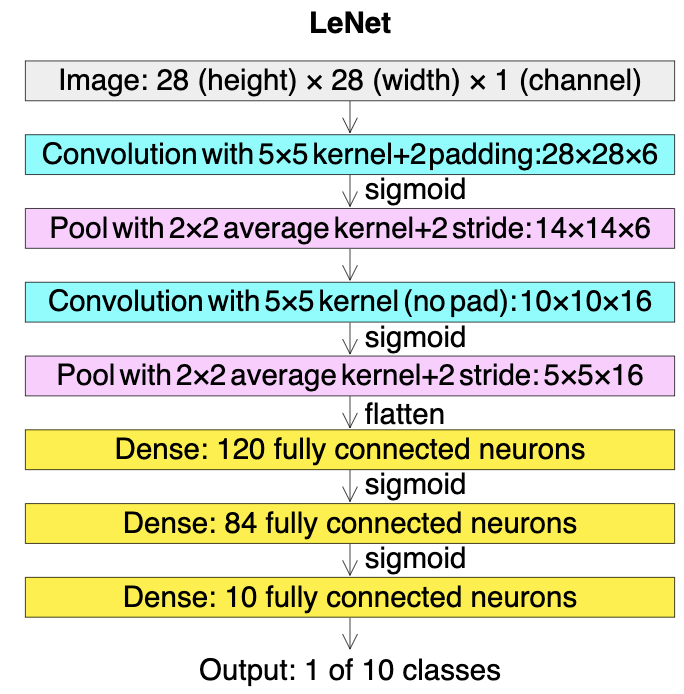 LeNet
Image: 28 (height) × 28 (width) × 1 (channel)
Convolution with 5×5 kernel+2 padding:28×28×6
sigmoid
Pool with 2×2 average kernel+2 stride:14×14×6
Convolution with 5×5 kernel (no pad):10×10×16
sigmoid
Pool with 2×2 average kernel+2 stride: 5×5×16
flatten
Dense: 120 fully connected neurons
sigmoid
Dense: 84 fully connected neurons
sigmoid
Dense: 10 fully connected neurons
Output: 1 of 10 classes